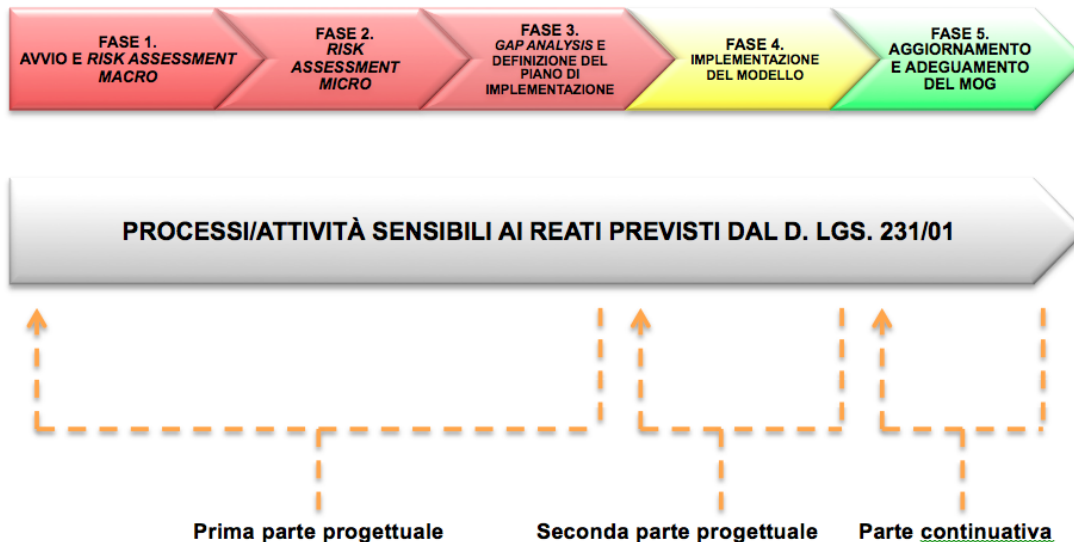 FASE 1.
AVVIO E RISK ASSESSMENT
MACRO
FASE 2.
RISK
ASSESSMENT
MICRO
FASE 3.
GAP ANALYSIS E
DEFINIZIONE DEL
PIANO DI
IMPLEMENTAZIONE
FASE 4.
IMPLEMENTAZIONE
DEL MODELLO
FASE 5.
AGGIORNAMENTO
E ADEGUAMENTO
DEL MOG
PROCESSI/ATTIVITÀ SENSIBILI AI REATI PREVISTI DAL D. LGS. 231/01
Prima parte progettuale
Seconda parte progettuale
Parte continuativa